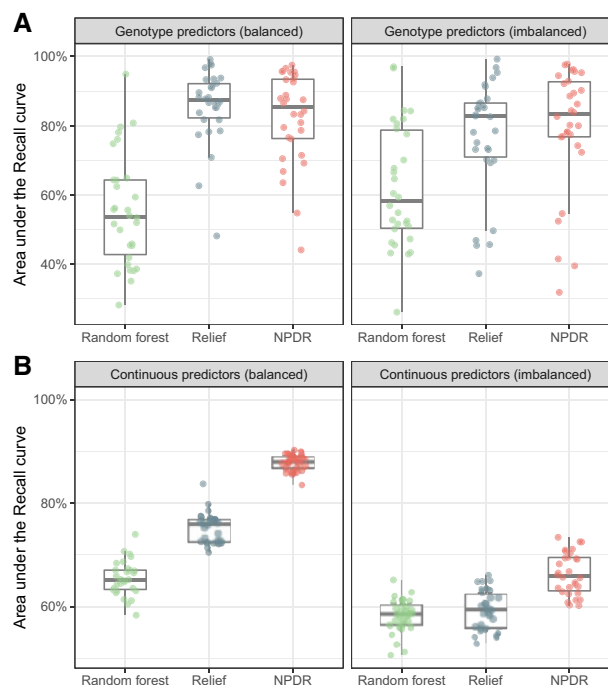 A
Genotype predictors (balanced)
Genotype predictors (imbalanced)
Area under the Recall curve
100%
80%
60%
40%
Random forest
Relief
NPDR
Random forest
Relief
NPDR
B
Continuous predictors (balanced)
Continuous predictors (imbalanced)
Area under the Recall curve
100%
80%
60%
Random forest
Relief
NPDR
Random forest
Relief
NPDR